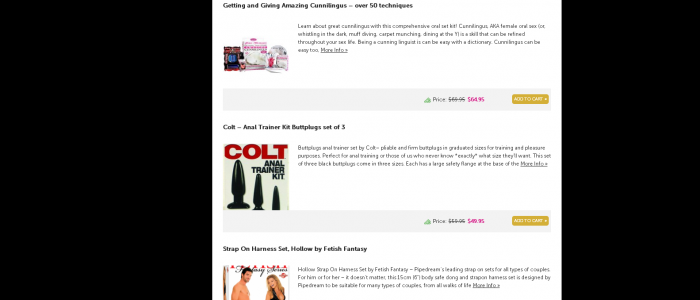 Getting and Giving Amazing Cunnilingus – over 50 techniques
Learn about great cunnilingus with this comprehensive oral set kit! Cunnilingus, AKA female oral sex (or,
whistling in the dark, muff diving, carpet munching, dining at the Y) is a skill that can be refined
throughout your sex life. Being a cunning linguist is can be easy with a dictionary. Cunnilingus can be
easy too. More Info »
Price: $69.95 $64.95
ADD TO CART »
Colt – Anal Trainer Kit Buttplugs set of 3
COLT
ANAL
TRAINER
KIT
Buttplugs anal trainer set by Colt – pliable and firm buttplugs in graduated sizes for training and pleasure
purposes. Perfect for anal training or those of us who never know *exactly* what size they'll want. This set
of three black buttplugs come in three sizes. Each has a large safety flange at the base of the More Info »
Price: $59.95 $49.95
ADD TO CART »
Strap On Harness Set, Hollow by Fetish Fantasy
Fantasy Series
Hollow Strap On Harness Set by Fetish Fantasy – Pipedream's leading strap on sets for all types of couples.
For him or for her – it doesn't matter, this 15cm (6") body safe dong and strapon harness set is designed by
Pipedream to be suitable for many types of couples, from all walks of life More Info »